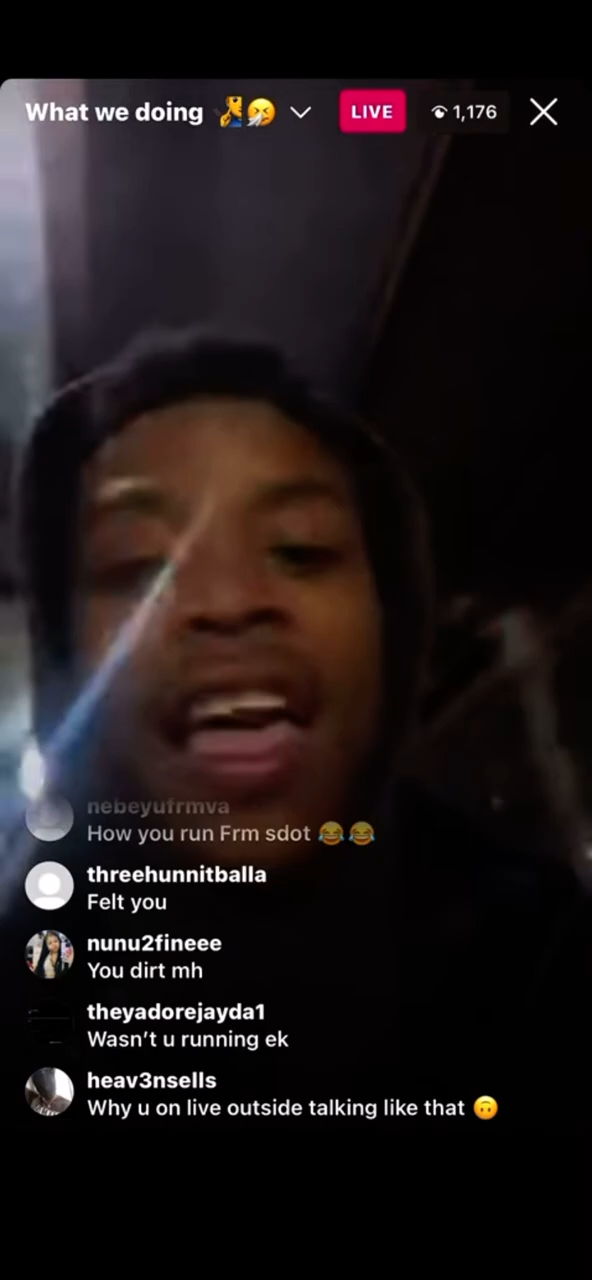 What we doing 🧏‍♂️🤧
LIVE
1,176
nebeyufrmva
How you run Frm sdot 😂😂
threehunnitballa
Felt you
nunu2fineee
You dirt mh
theyadorejayda1
Wasn't u running ek
heav3nsells
Why u on live outside talking like that 🙃